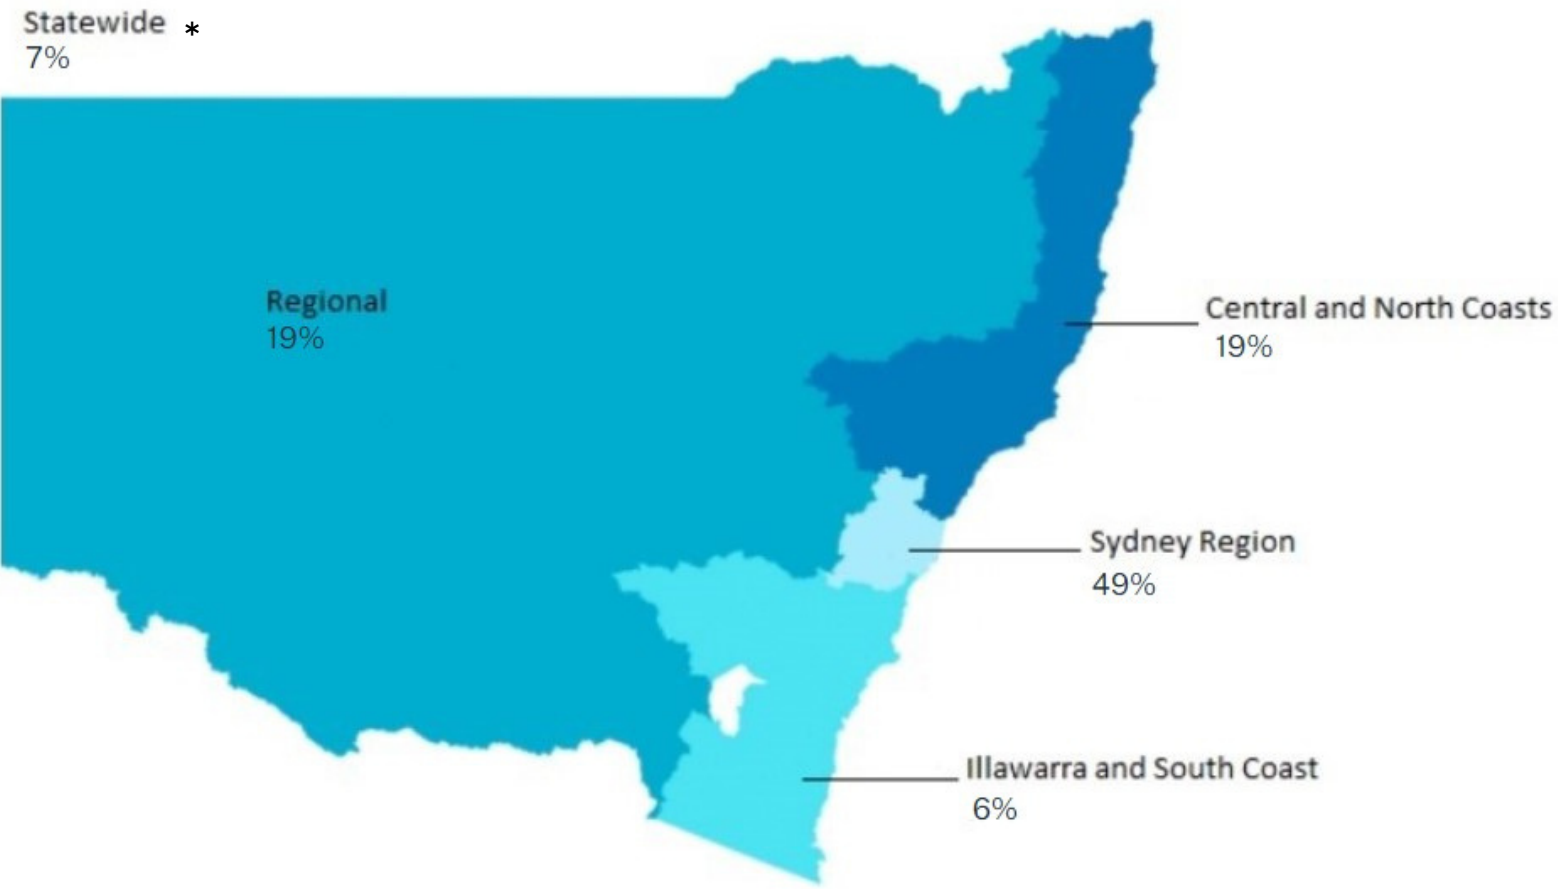 Statewide *
7%
Regional
19%
Central and North Coasts
19%
Sydney Region
49%
Illawarra and South Coast
6%